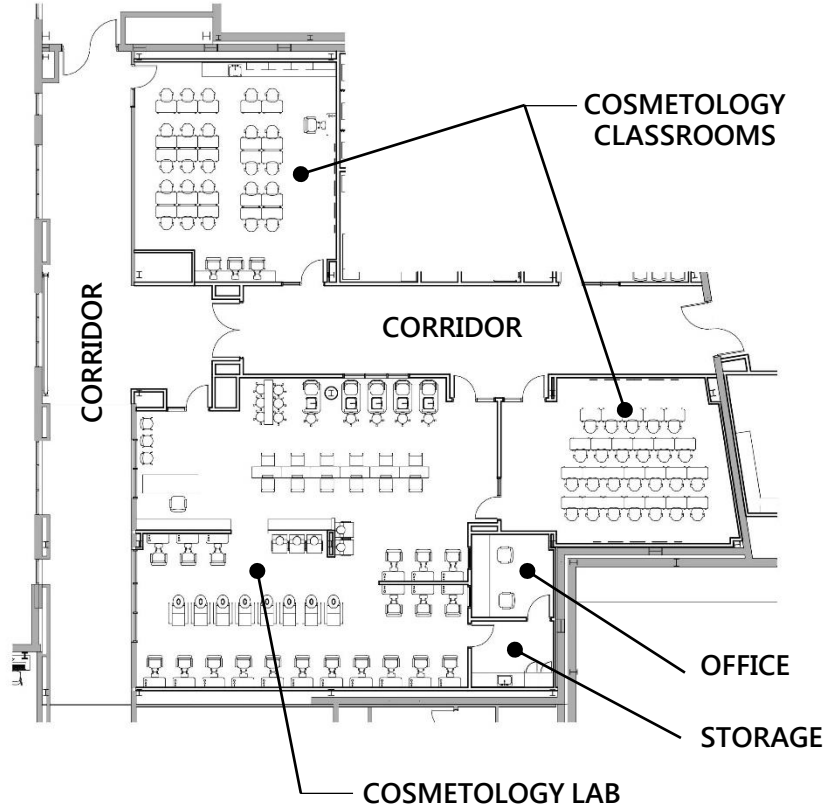 COSMETOLOGY
CLASSROOMS
CORRIDOR
CORRIDOR
OFFICE
STORAGE
COSMETOLOGY LAB